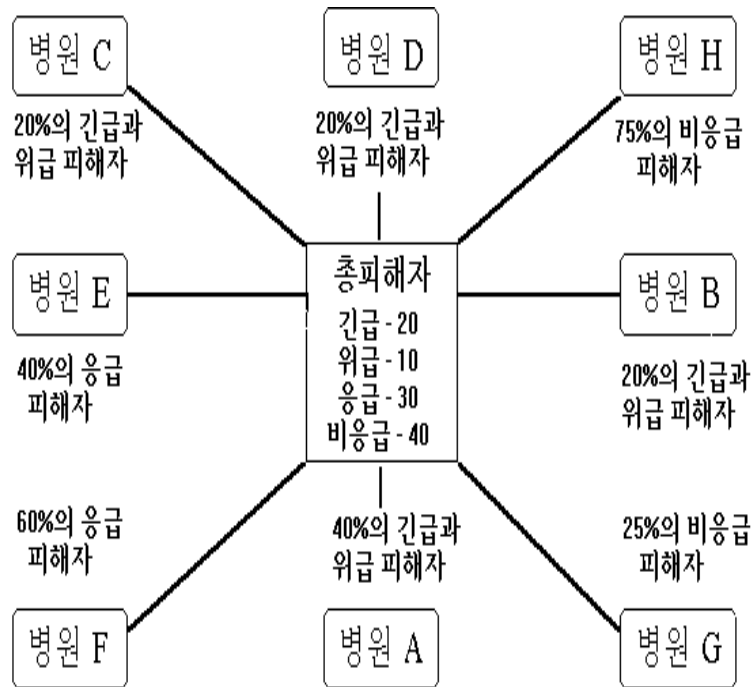 병원 C
병원 D
병원 H
20%의 긴급과
위급 피해자
20%의 긴급과
위급 피해자
75%의 비응급
피해자
병원 E
총피해자
긴급 - 20
위급 - 10
응급 - 30
비응급 - 40
병원 B
40%의 응급
피해자
20%의 긴급과
위급 피해자
60%의 응급
피해자
40%의 긴급과
위급 피해자
25%의 비응급
피해자
병원 F
병원 A
병원 G